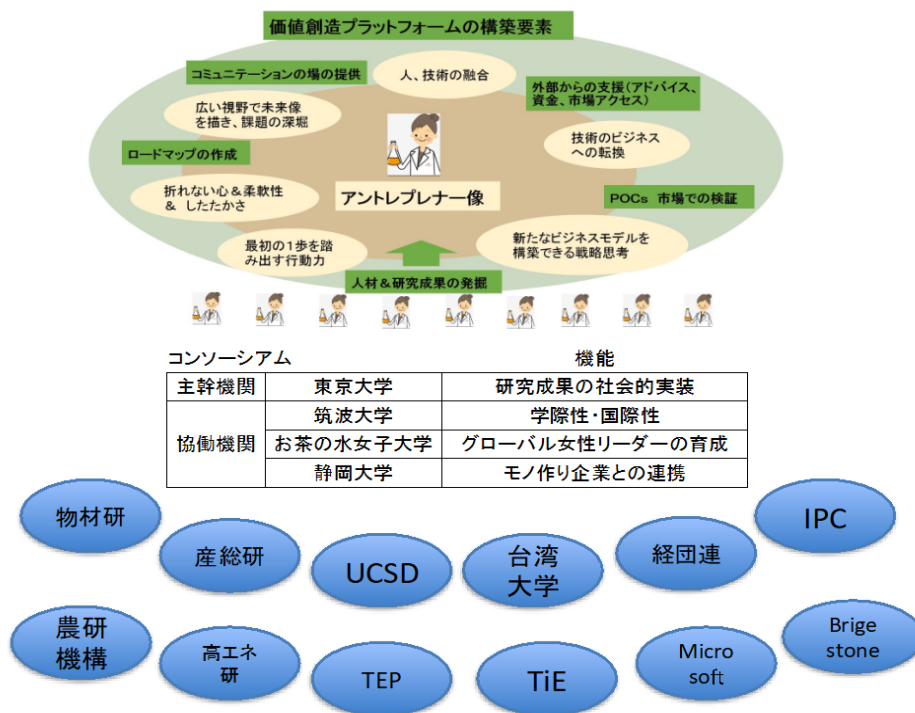 価値創造プラットフォームの構築要素
コミュニテーションの場の提供
人、技術の融合
外部からの支援(アドバイス、
資金、市場アクセス)
広い視野で未来像
を描き、課題の深堀
技術のビジネス
への転換
ロードマップの作成
折れない心&柔軟性
& したたかさ
アントレプレナー像
POCs 市場での検証
最初の1歩を踏
み出す行動力
新たなビジネスモデルを
構築できる戦略思考
人材&研究成果の発掘
コンソーシアム 機能
主幹機関 東京大学 研究成果の社会的実装
協働機関 筑波大学 学際性・国際性
お茶の水女子大学 グローバル女性リーダーの育成
静岡大学 モノ作り企業との連携
物材研
産総研
UCSD
台湾
大学
経団連
IPC
農研
機構
高エネ
研
TEP
TiE
Micro
soft
Brige
stone